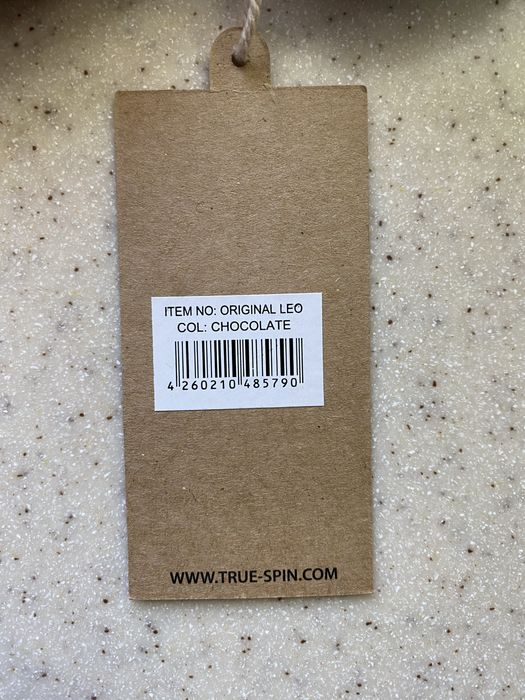 ITEM NO: ORIGINAL LEO
COL: CHOCOLATE
4 260210 485790
WWW.TRUE-SPIN.COM